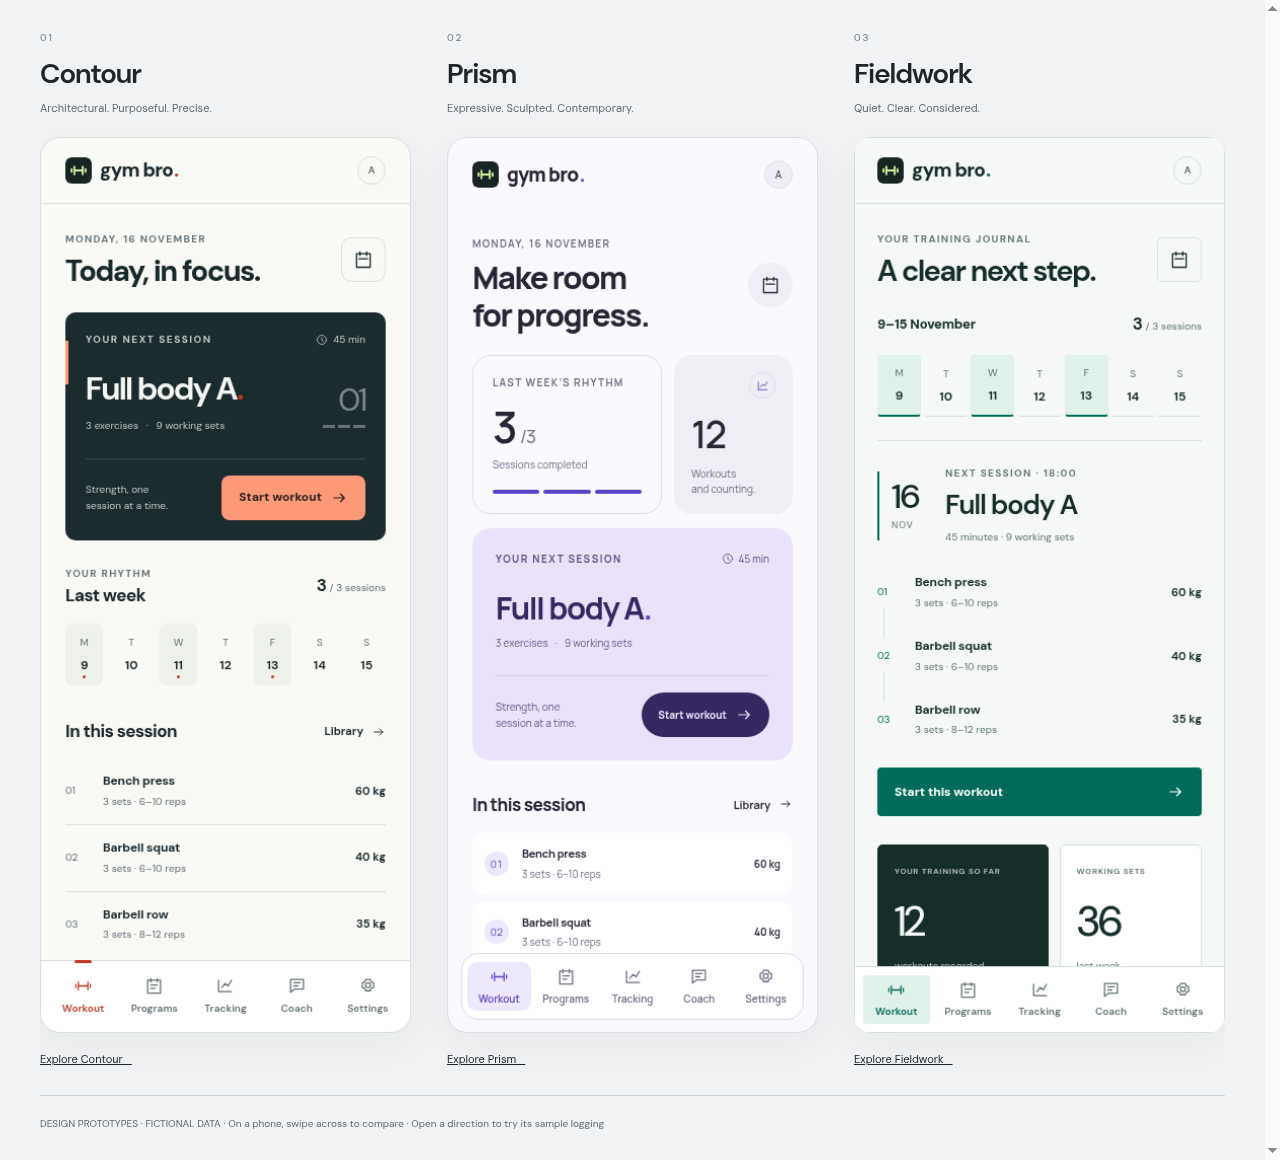 01
Contour
Architectural. Purposeful. Precise.
gym bro.
A
MONDAY, 16 NOVEMBER
Today, in focus.
YOUR NEXT SESSION
45 min
Full body A.
01
3 exercises · 9 working sets
Strength, one
session at a time.
Start workout →
YOUR RHYTHM
Last week
3 / 3 sessions
M T W T F S S
9 10 11 12 13 14 15
In this session
Library →
01
Bench press
3 sets · 6–10 reps
60 kg
02
Barbell squat
3 sets · 6–10 reps
40 kg
03
Barbell row
3 sets · 8–12 reps
35 kg
Workout Programs Tracking Coach Settings
Explore Contour
02
Prism
Expressive. Sculpted. Contemporary.
gym bro.
A
MONDAY, 16 NOVEMBER
Make room
for progress.
LAST WEEK'S RHYTHM
3 /3
Sessions completed
12
Workouts
and counting.
YOUR NEXT SESSION
45 min
Full body A.
3 exercises · 9 working sets
Strength, one
session at a time.
Start workout →
In this session
Library →
01
Bench press
3 sets · 6–10 reps
60 kg
02
Barbell squat
3 sets · 6–10 reps
40 kg
Workout Programs Tracking Coach Settings
Explore Prism
03
Fieldwork
Quiet. Clear. Considered.
gym bro.
A
YOUR TRAINING JOURNAL
A clear next step.
9–15 November
3 / 3 sessions
M T W T F S S
9 10 11 12 13 14 15
16
NOV
NEXT SESSION · 18:00
Full body A
45 minutes · 9 working sets
01
Bench press
3 sets · 6–10 reps
60 kg
02
Barbell squat
3 sets · 6–10 reps
40 kg
03
Barbell row
3 sets · 8–12 reps
35 kg
Start this workout →
YOUR TRAINING SO FAR
12
workouts recorded
WORKING SETS
36
last week
Workout Programs Tracking Coach Settings
Explore Fieldwork
DESIGN PROTOTYPES · FICTIONAL DATA · On a phone, swipe across to compare · Open a direction to try its sample logging